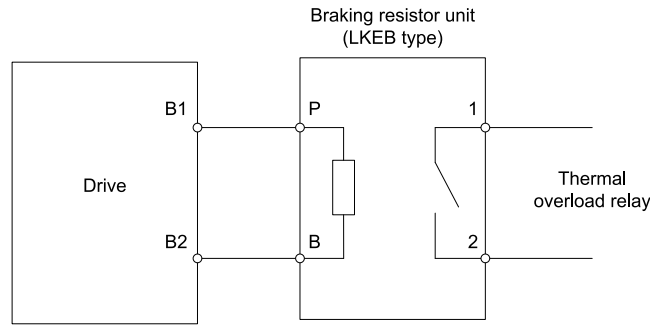 Braking resistor unit
(LKEB type)
B1
P
1
Drive
Thermal
overload relay
B2
B
2